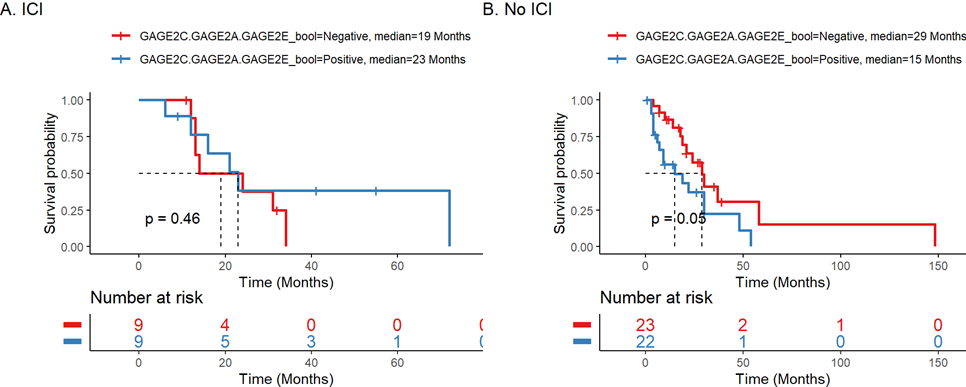 A. ICI
GAGE2C.GAGE2A.GAGE2E_bool=Negative, median=19 Months
GAGE2C.GAGE2A.GAGE2E_bool=Positive, median=23 Months
Survival probability
1.00
0.75
0.50
0.25
0.00
p = 0.46
0 20 40 60
Time (Months)
Number at risk
9 4 0 0
9 5 3 1
0 20 40 60
Time (Months)
B. No ICI
GAGE2C.GAGE2A.GAGE2E_bool=Negative, median=29 Months
GAGE2C.GAGE2A.GAGE2E_bool=Positive, median=15 Months
Survival probability
1.00
0.75
0.50
0.25
0.00
p = 0.05
0 50 100 150
Time (Months)
Number at risk
23 2 1 0
22 1 0 0
0 50 100 150
Time (Months)